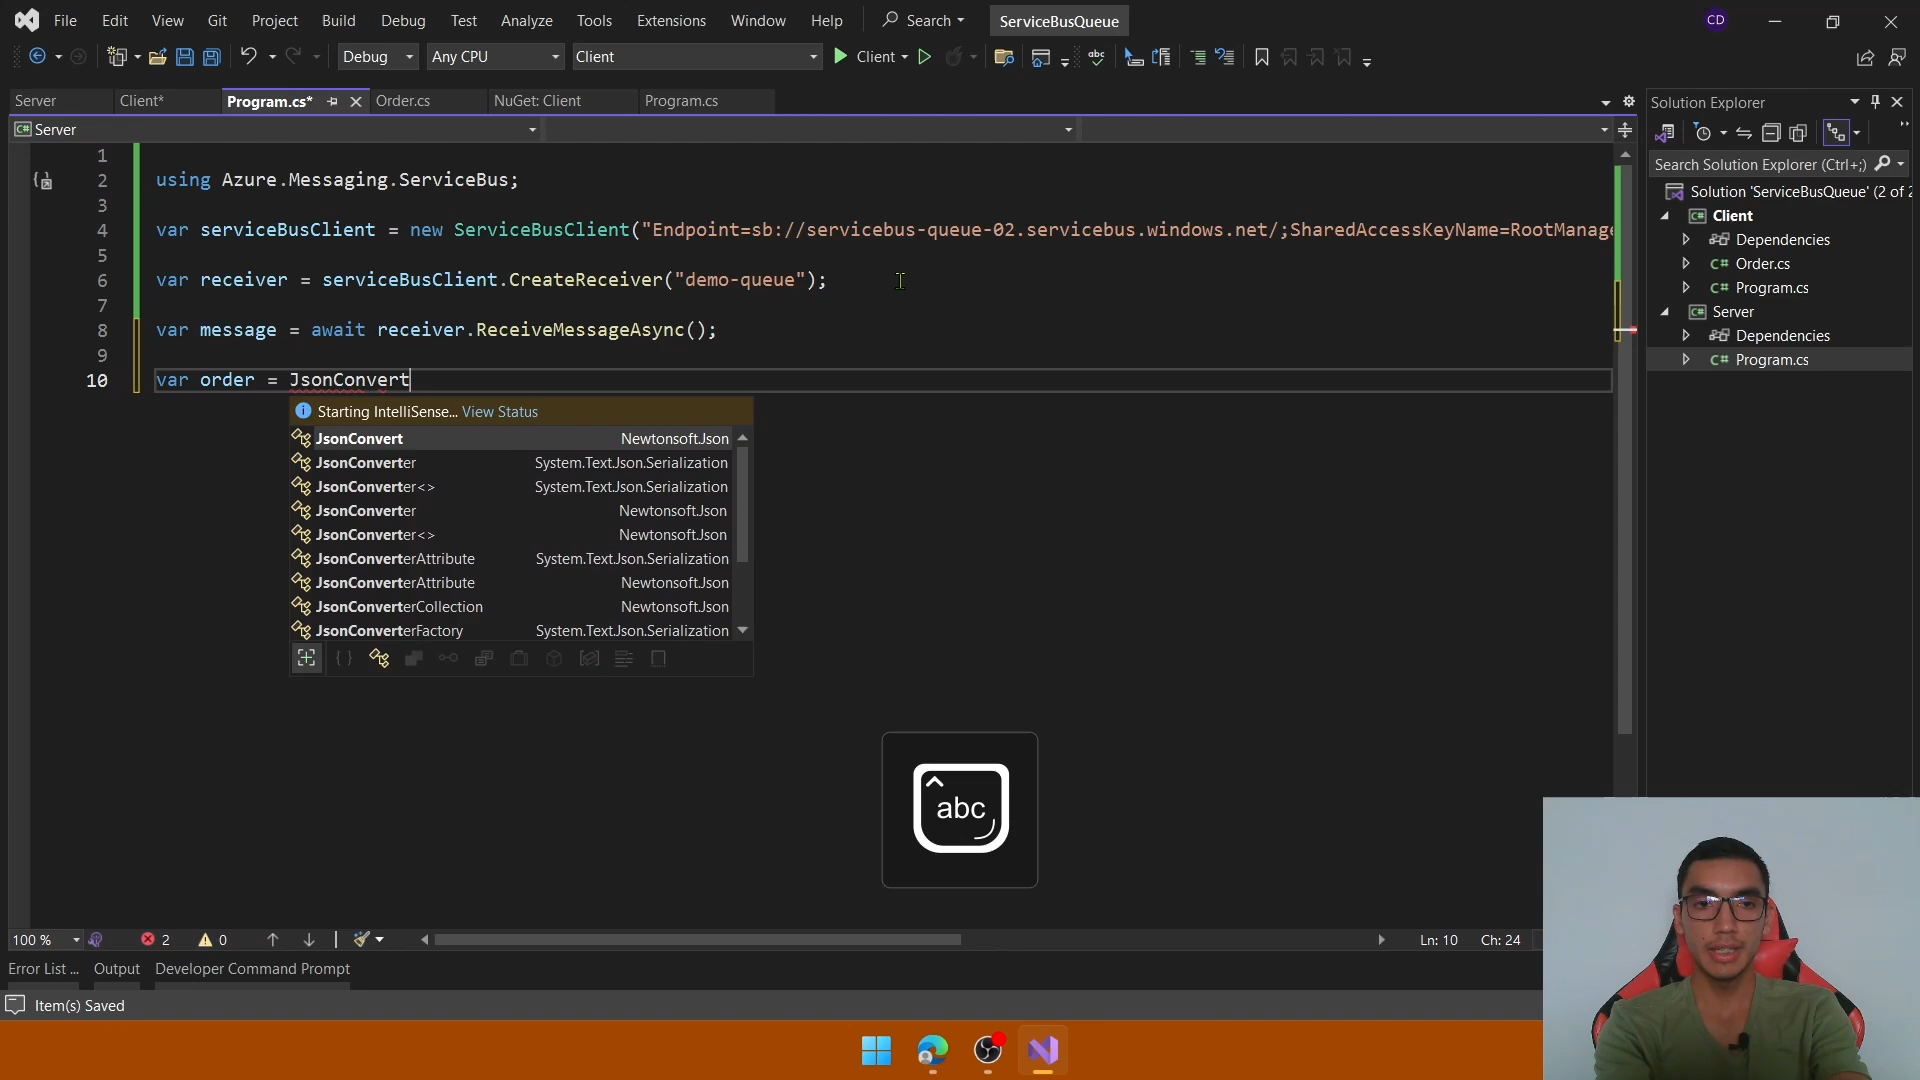 File Edit View Git Project Build Debug Test Analyze Tools Extensions Window Help Search ServiceBusQueue CD
Debug Any CPU Client Client
Server Client* Program.cs* Order.cs NuGet: Client Program.cs
Server
1
2 using Azure.Messaging.ServiceBus;
3
4 var serviceBusClient = new ServiceBusClient("Endpoint=sb://servicebus-queue-02.servicebus.windows.net/;SharedAccessKeyName=RootManage
5
6 var receiver = serviceBusClient.CreateReceiver("demo-queue");
7
8 var message = await receiver.ReceiveMessageAsync();
9
10 var order = JsonConvert
Starting IntelliSense... View Status
JsonConvert Newtonsoft.Json
JsonConverter System.Text.Json.Serialization
JsonConverter<> System.Text.Json.Serialization
JsonConverter Newtonsoft.Json
JsonConverter<> Newtonsoft.Json
JsonConverterAttribute System.Text.Json.Serialization
JsonConverterAttribute Newtonsoft.Json
JsonConverterCollection Newtonsoft.Json
JsonConverterFactory System.Text.Json.Serialization
abc
Solution Explorer
Search Solution Explorer (Ctrl+;)
Solution 'ServiceBusQueue' (2 of 2
Client
Dependencies
C# Order.cs
C# Program.cs
Server
Dependencies
C# Program.cs
100 % 2 0 Ln: 10 Ch: 24
Error List ... Output Developer Command Prompt
Item(s) Saved